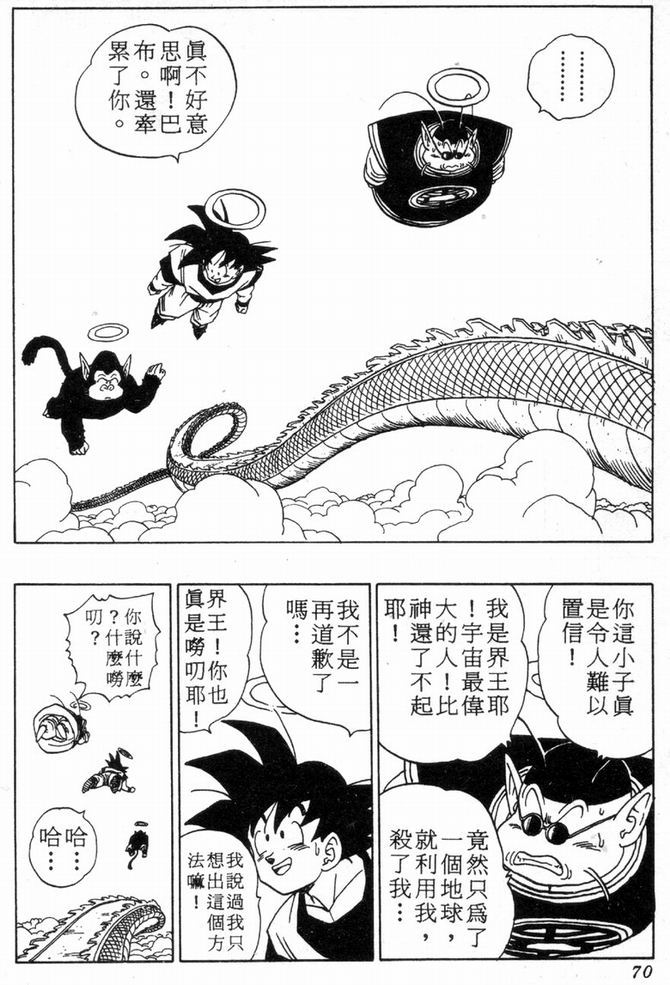 ⋯⋯
⋯⋯
眞不好意
思啊！巴
布。還牽
累了你。
你這小子眞
是令人難以
置信！
我是界王耶
！宇宙最偉
大的人！比
神還了不起
耶！
竟然只爲了
一個地球，
就利用我，
殺了我⋯
我不是一
再道歉了
嗎⋯
界王！你也
眞是嘮叨耶！
我說過我只
想出這個方
法嘛！
你說什麼
？什麼嘮
叨？
哈⋯
哈⋯
70